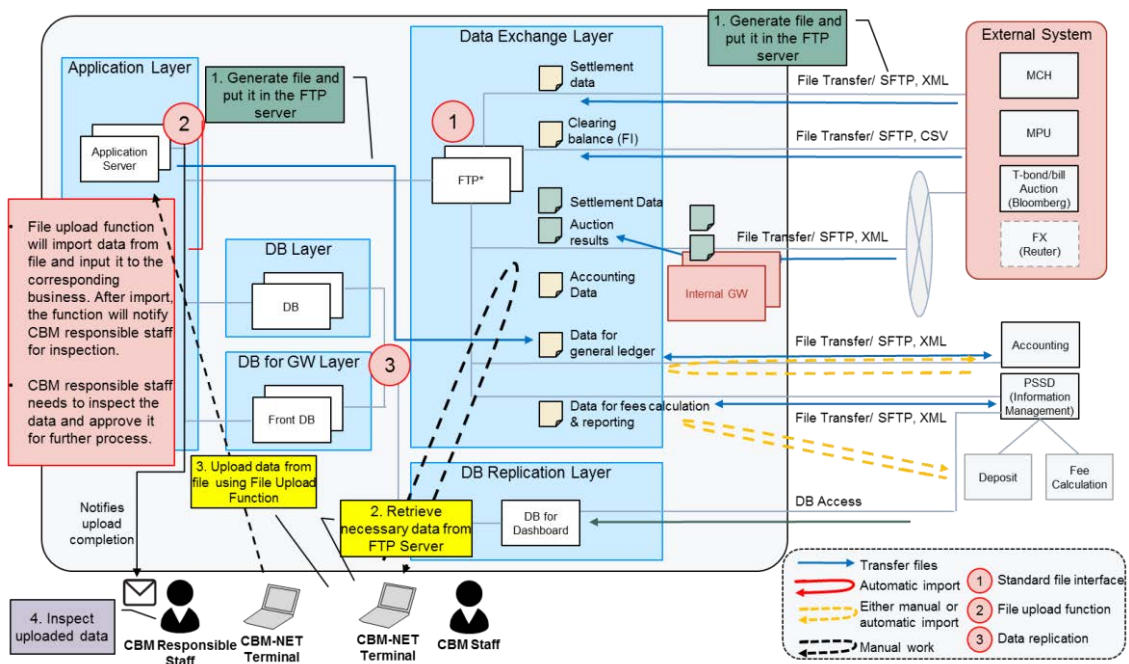 1. Generate file and
put it in the FTP
server
Data Exchange Layer
External System
Application Layer
1. Generate file and
put it in the FTP
server
Settlement
data
File Transfer/ SFTP, XML
MCH
2
1
Clearing
balance (FI)
File Transfer/ SFTP, CSV
MPU
Application
Server
FTP*
T-bond/bill
Auction
(Bloomberg)
Settlement Data
Auction
results
File Transfer/ SFTP, XML
FX
(Reuter)
• File upload function
will import data from
file and input it to the
corresponding
business. After import,
the function will notify
CBM responsible staff
for inspection.
• CBM responsible staff
needs to inspect the
data and approve it
for further process.
DB Layer
DB
Accounting
Data
Internal GW
Data for
general ledger
File Transfer/ SFTP, XML
Accounting
DB for GW Layer
3
Front DB
Data for fees calculation
& reporting
File Transfer/ SFTP, XML
PSSD
(Information
Management)
3. Upload data from
file using File Upload
Function
DB Replication Layer
Deposit
Fee
Calculation
Notifies
upload
completion
2. Retrieve
necessary data from
FTP Server
DB for
Dashboard
DB Access
4. Inspect
uploaded data
CBM Responsible
Staff
CBM-NET
Terminal
CBM-NET
Terminal
CBM Staff
Transfer files
Automatic import
Either manual or
automatic import
Manual work
1 Standard file interface
2 File upload function
3 Data replication